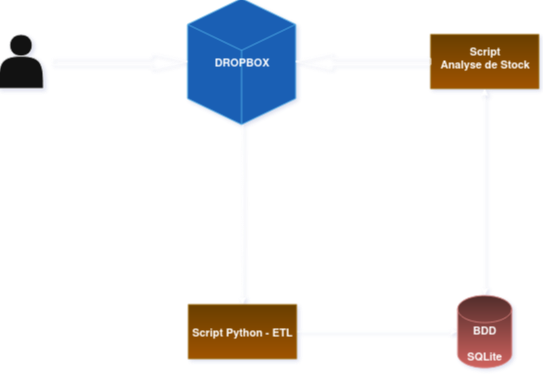 DROPBOX
Script
Analyse de Stock
Script Python - ETL
BDD
SQLite